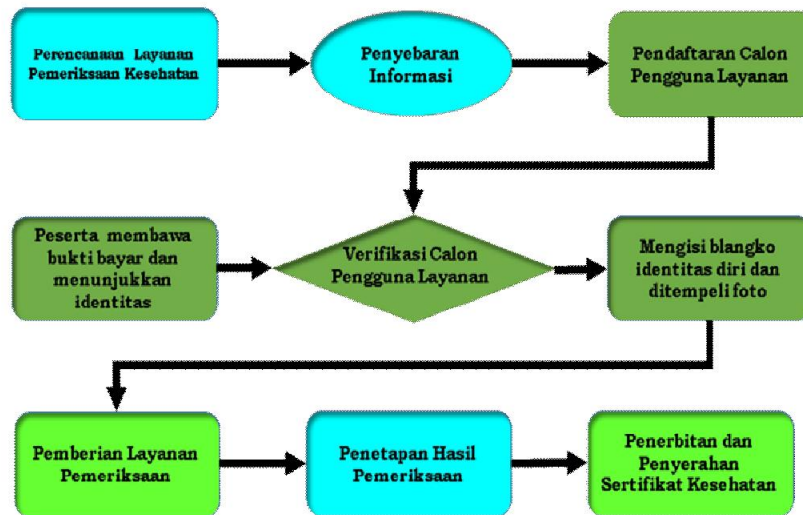 Perencanaan Layanan
Pemeriksaan Kesehatan
Penyebaran
Informasi
Pendaftaran Calon
Pengguna Layanan
Peserta membawa
bukti bayar dan
menunjukkan
identitas
Verifikasi Calon
Pengguna Layanan
Mengisi blangko
identitas diri dan
ditempeli foto
Pemberian Layanan
Pemeriksaan
Penetapan Hasil
Pemeriksaan
Penerbitan dan
Penyerahan
Sertifikat Kesehatan